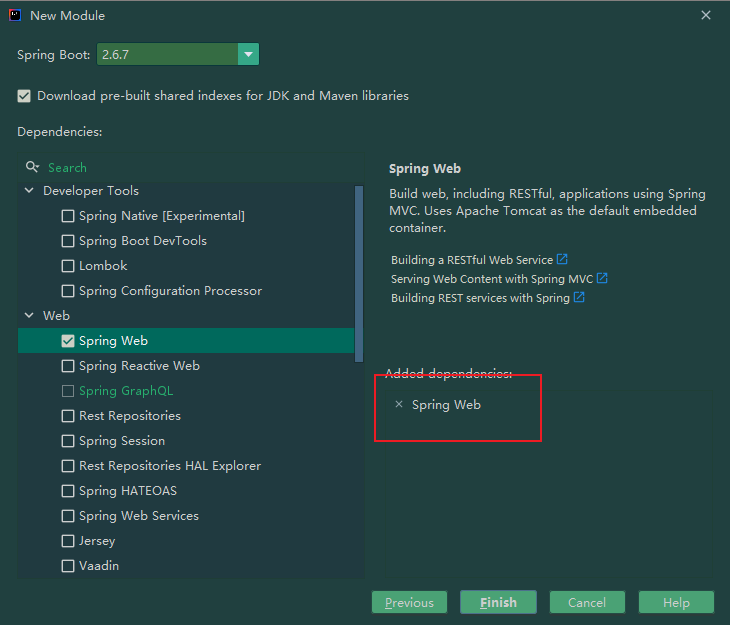 New Module
Spring Boot: 2.6.7
Download pre-built shared indexes for JDK and Maven libraries
Dependencies:
Search
Developer Tools
Spring Native [Experimental]
Spring Boot DevTools
Lombok
Spring Configuration Processor
Web
Spring Web
Spring Reactive Web
Spring GraphQL
Rest Repositories
Spring Session
Rest Repositories HAL Explorer
Spring HATEOAS
Spring Web Services
Jersey
Vaadin
Spring Web
Build web, including RESTful, applications using Spring
MVC. Uses Apache Tomcat as the default embedded
container.
Building a RESTful Web Service
Serving Web Content with Spring MVC
Building REST services with Spring
Added dependencies:
× Spring Web
Previous Finish Cancel Help